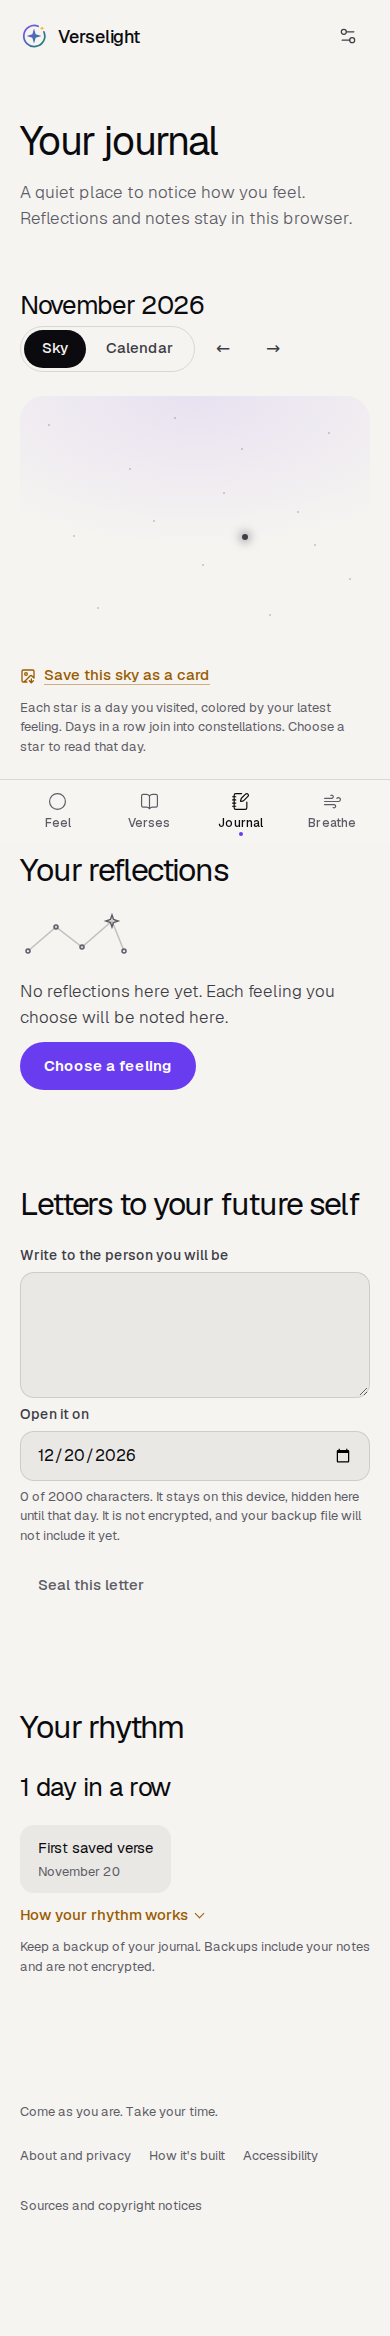 Verselight
Your journal
A quiet place to notice how you feel.
Reflections and notes stay in this browser.
November 2026
Sky
Calendar
←
→
Save this sky as a card
Each star is a day you visited, colored by your latest
feeling. Days in a row join into constellations. Choose a
star to read that day.
Feel
Verses
Journal
Breathe
Your reflections
No reflections here yet. Each feeling you
choose will be noted here.
Choose a feeling
Letters to your future self
Write to the person you will be
Open it on
12/20/2026
0 of 2000 characters. It stays on this device, hidden here
until that day. It is not encrypted, and your backup file will
not include it yet.
Seal this letter
Your rhythm
1 day in a row
First saved verse
November 20
How your rhythm works
Keep a backup of your journal. Backups include your notes
and are not encrypted.
Come as you are. Take your time.
About and privacy
How it's built
Accessibility
Sources and copyright notices